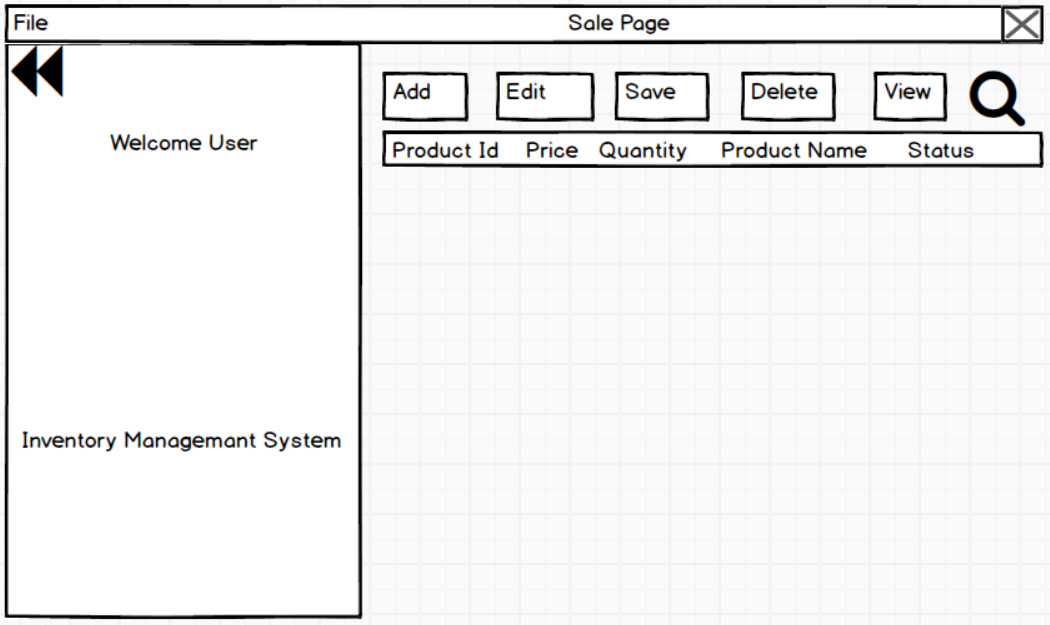 File Sale Page
Add Edit Save Delete View
Product Id Price Quantity Product Name Status
Welcome User
Inventory Managemant System